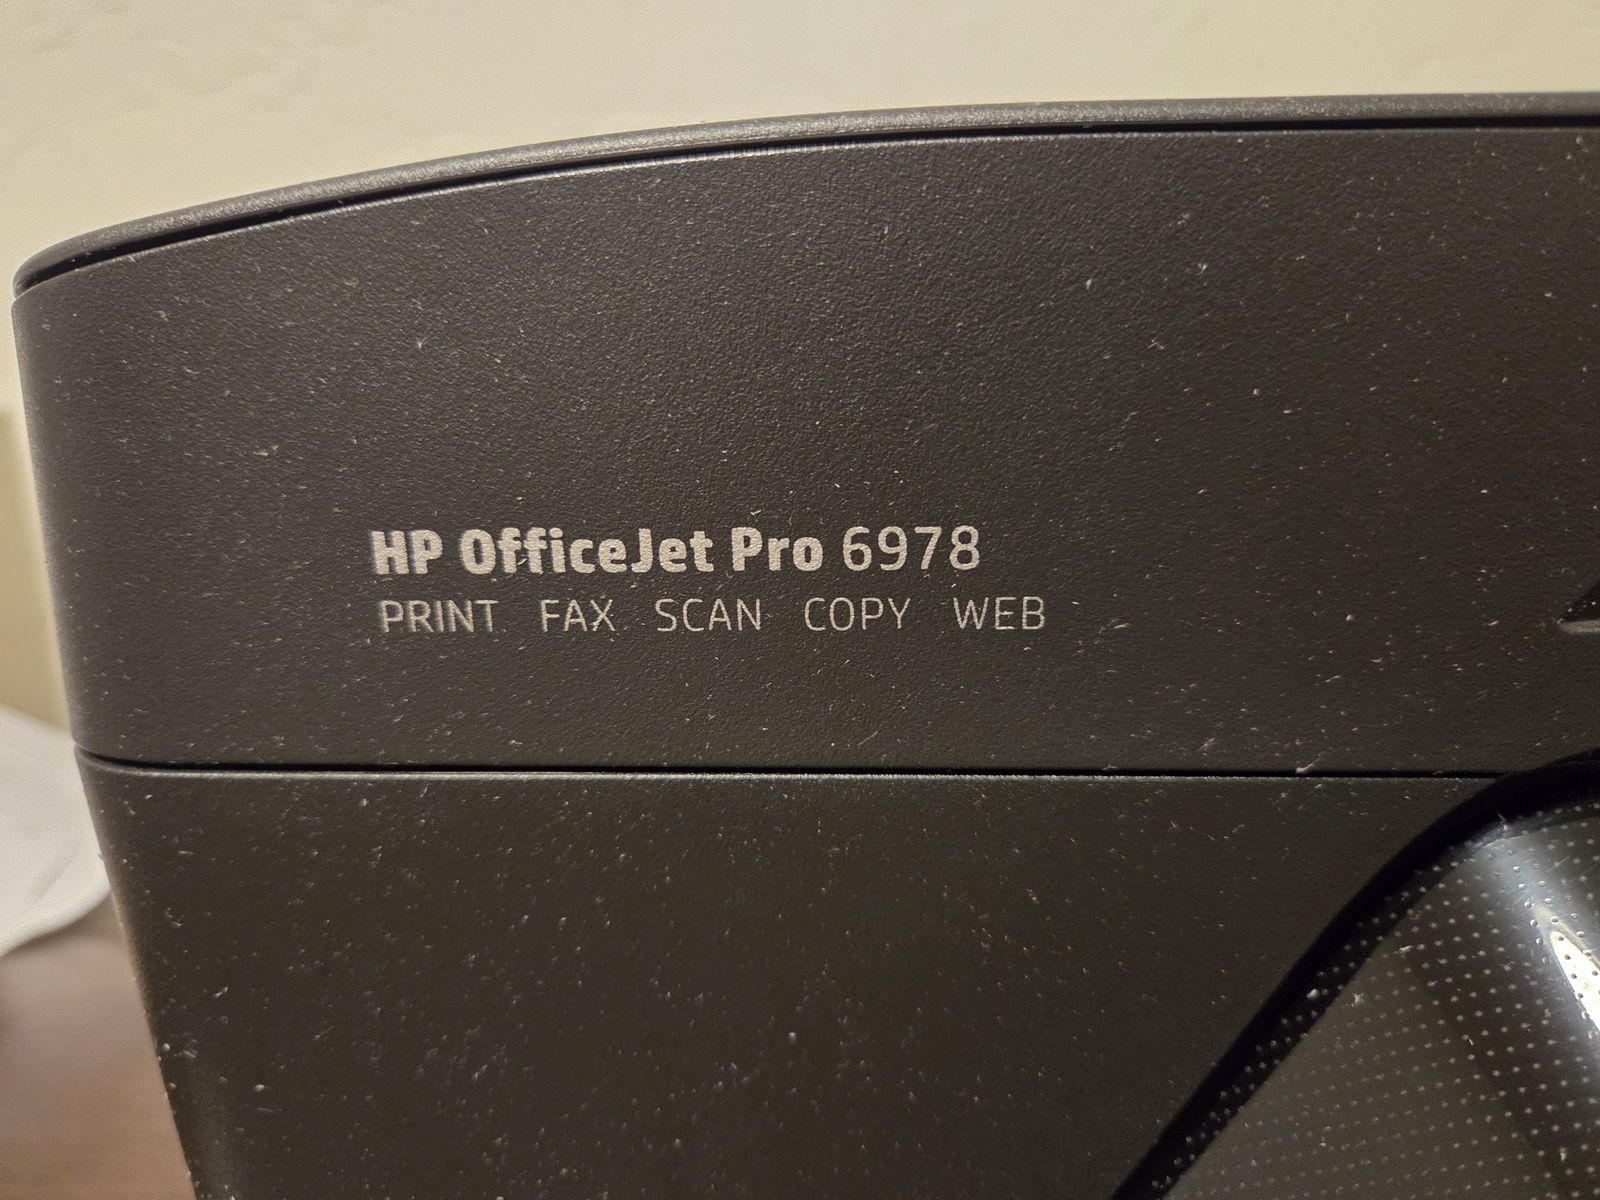 HP OfficeJet Pro 6978
PRINT FAX SCAN COPY WEB